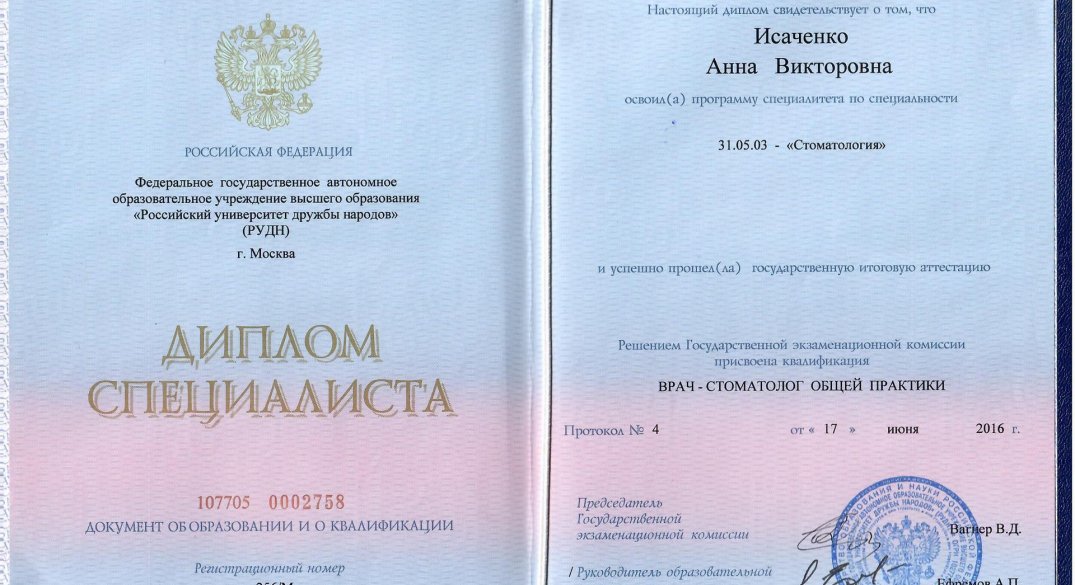 РОССИЙСКАЯ ФЕДЕРАЦИЯ
Федеральное государственное автономное
образовательное учреждение высшего образования
«Российский университет дружбы народов»
(РУДН)
г. Москва
ДИПЛОМ
СПЕЦИАЛИСТА
107705 0002758
ДОКУМЕНТ ОБ ОБРАЗОВАНИИ И О КВАЛИФИКАЦИИ
Регистрационный номер
Настоящий диплом свидетельствует о том, что
Исаченко
Анна Викторовна
освоил(а) программу специалитета по специальности
31.05.03 - «Стоматология»
и успешно прошел(ла) государственную итоговую аттестацию
Решением Государственной экзаменационной комиссии
присвоена квалификация
ВРАЧ - СТОМАТОЛОГ ОБЩЕЙ ПРАКТИКИ
Протокол № 4 от « 17 » июня 2016 г.
Председатель
Государственной
экзаменационной комиссии
Вагнер В.Д.
/ Руководитель образовательной
Ефремов А.П.